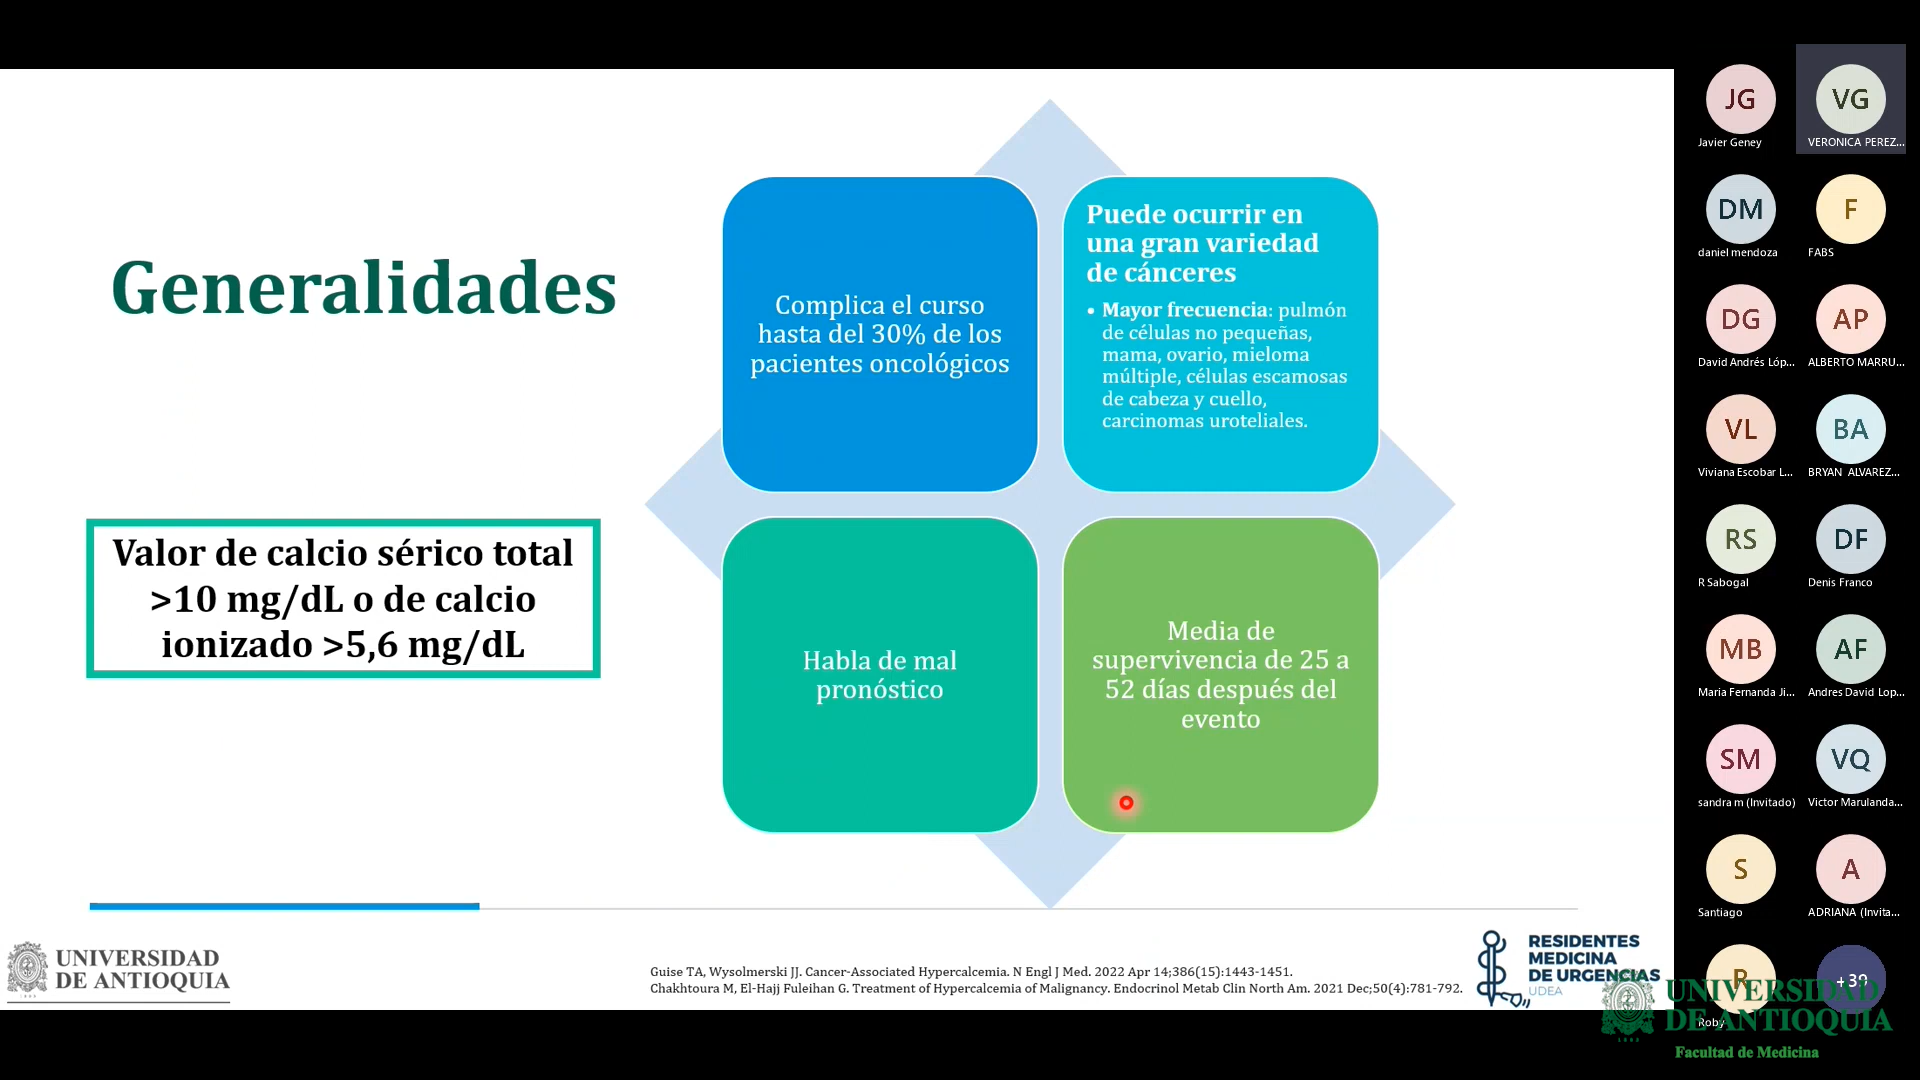 Generalidades
Valor de calcio sérico total
>10 mg/dL o de calcio
ionizado >5,6 mg/dL
Complica el curso
hasta del 30% de los
pacientes oncológicos
Puede ocurrir en
una gran variedad
de cánceres
• Mayor frecuencia: pulmón
de células no pequeñas,
mama, ovario, mieloma
múltiple, células escamosas
de cabeza y cuello,
carcinomas uroteliales.
Habla de mal
pronóstico
Media de
supervivencia de 25 a
52 días después del
evento
UNIVERSIDAD
DE ANTIOQUIA
1803
Guise TA, Wysolmerski JJ. Cancer-Associated Hypercalcemia. N Engl J Med. 2022 Apr 14;386(15):1443-1451.
Chakhtoura M, El-Hajj Fuleihan G. Treatment of Hypercalcemia of Malignancy. Endocrinol Metab Clin North Am. 2021 Dec;50(4):781-792.
RESIDENTES
MEDICINA
DE URGENCIAS
UDEA
JG
Javier Geney
VG
VERONICA PEREZ...
DM
daniel mendoza
F
FABS
DG
David Andrés Lóp...
AP
ALBERTO MARRU...
VL
Viviana Escobar L...
BA
BRYAN ALVAREZ...
RS
R Sabogal
DF
Denis Franco
MB
Maria Fernanda Ji...
AF
Andres David Lop...
SM
sandra m (Invitado)
VQ
Victor Marulanda...
S
Santiago
A
ADRIANA (Invita...
R
Roby
+39
UNIVERSIDAD
DE ANTIOQUIA
1803
Facultad de Medicina